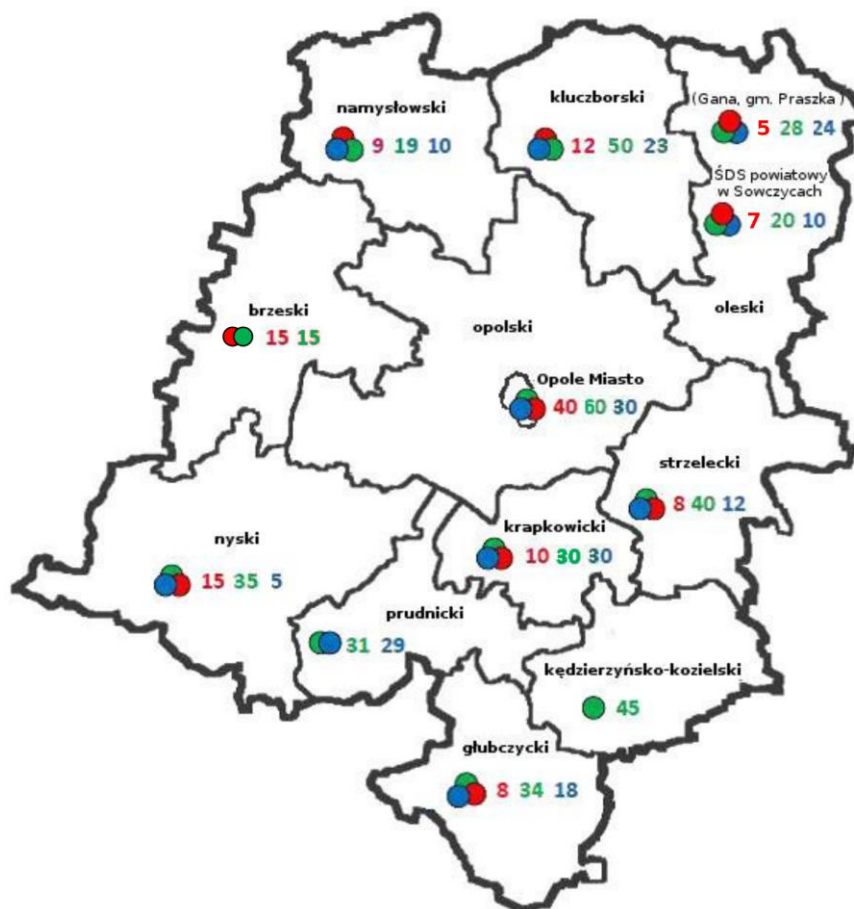 namysłowski
9 19 10
kluczborski
12 50 23
(Gana, gm. Praszka )
5 28 24
ŚDS powiatowy
w Sowczycach
7 20 10
oleski
brzeski
15 15
opolski
Opole Miasto
40 60 30
strzelecki
8 40 12
nyski
15 35 5
krapkowicki
10 30 30
prudnicki
31 29
kędzierzyńsko-kozielski
45
głubczycki
8 34 18